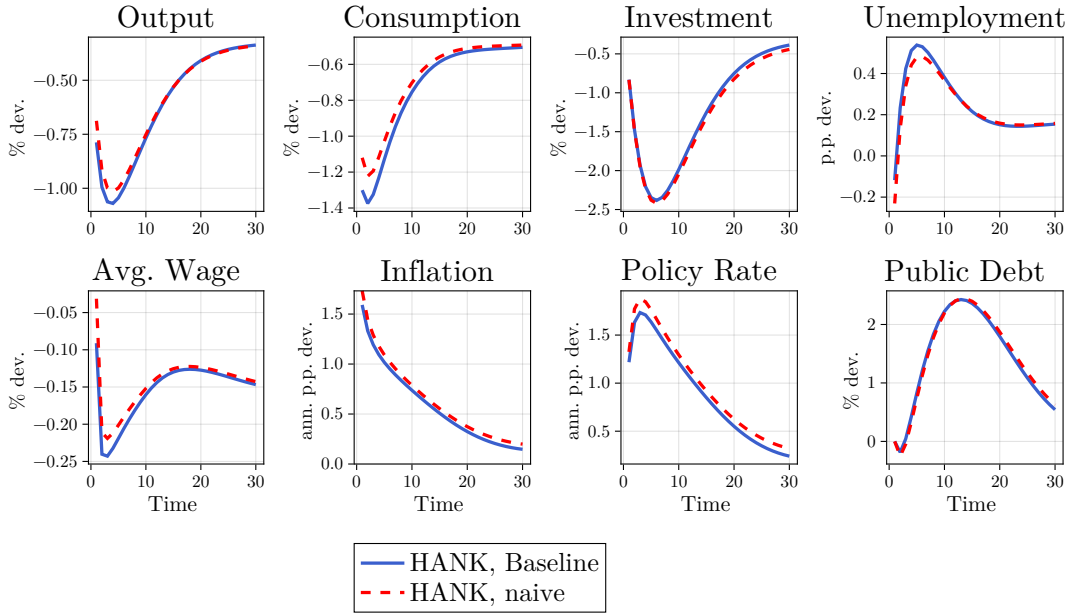 Output
Consumption
Investment
Unemployment
% dev.
−0.50
−0.75
−1.00
0 10 20 30
% dev.
−0.6
−0.8
−1.0
−1.2
−1.4
0 10 20 30
% dev.
−0.5
−1.0
−1.5
−2.0
−2.5
0 10 20 30
p.p. dev.
0.4
0.2
0.0
−0.2
0 10 20 30
Avg. Wage
Inflation
Policy Rate
Public Debt
% dev.
−0.05
−0.10
−0.15
−0.20
−0.25
0 10 20 30
Time
ann. p.p. dev.
1.5
1.0
0.5
0.0
0 10 20 30
Time
ann. p.p. dev.
1.5
1.0
0.5
0 10 20 30
Time
% dev.
2
1
0
0 10 20 30
Time
HANK, Baseline
HANK, naive